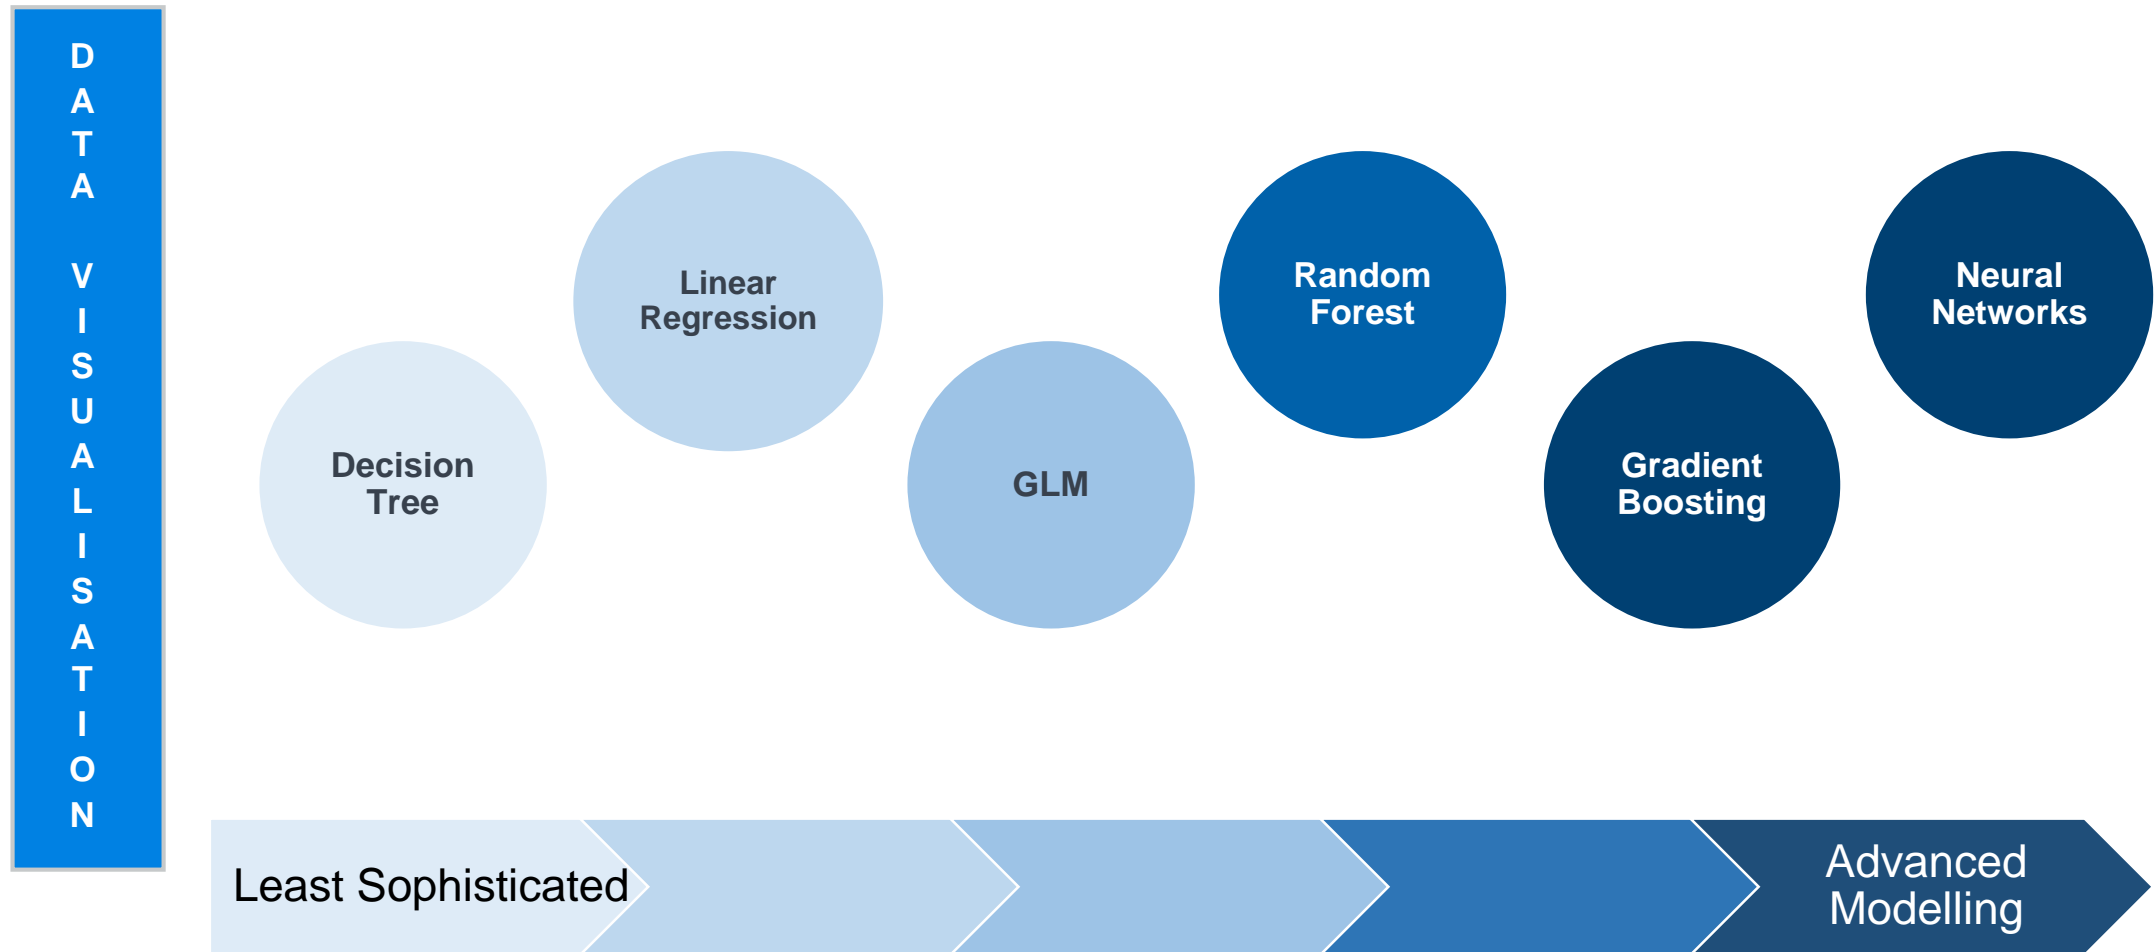 D
A
T
A
V
I
S
U
A
L
I
S
A
T
I
O
N
Linear
Regression
Random
Forest
Neural
Networks
Decision
Tree
GLM
Gradient
Boosting
Least Sophisticated
Advanced
Modelling